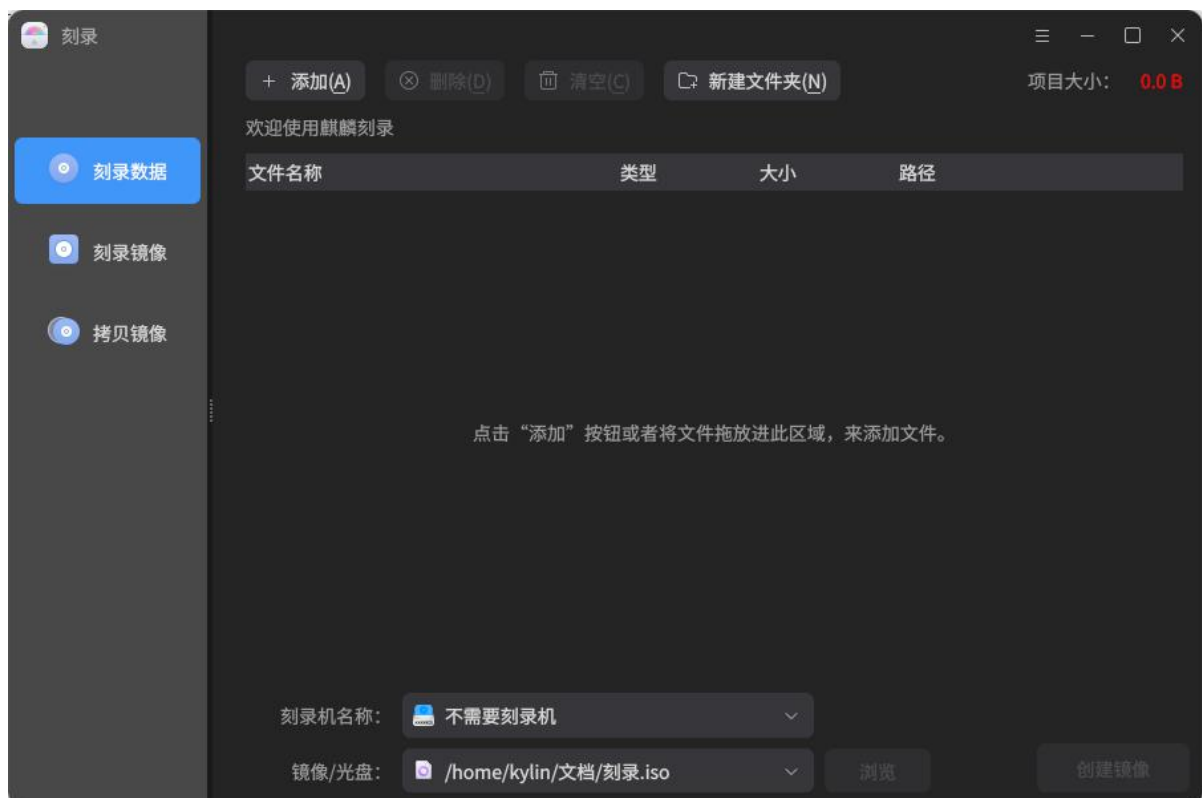 刻录
添加(A) 删除(D) 清空(C) 新建文件夹(N) 项目大小： 0.0 B
欢迎使用麒麟刻录
文件名称 类型 大小 路径
刻录数据
刻录镜像
拷贝镜像
点击“添加”按钮或者将文件拖放进此区域，来添加文件。
刻录机名称： 不需要刻录机
镜像/光盘： /home/kylin/文档/刻录.iso 浏览 创建镜像